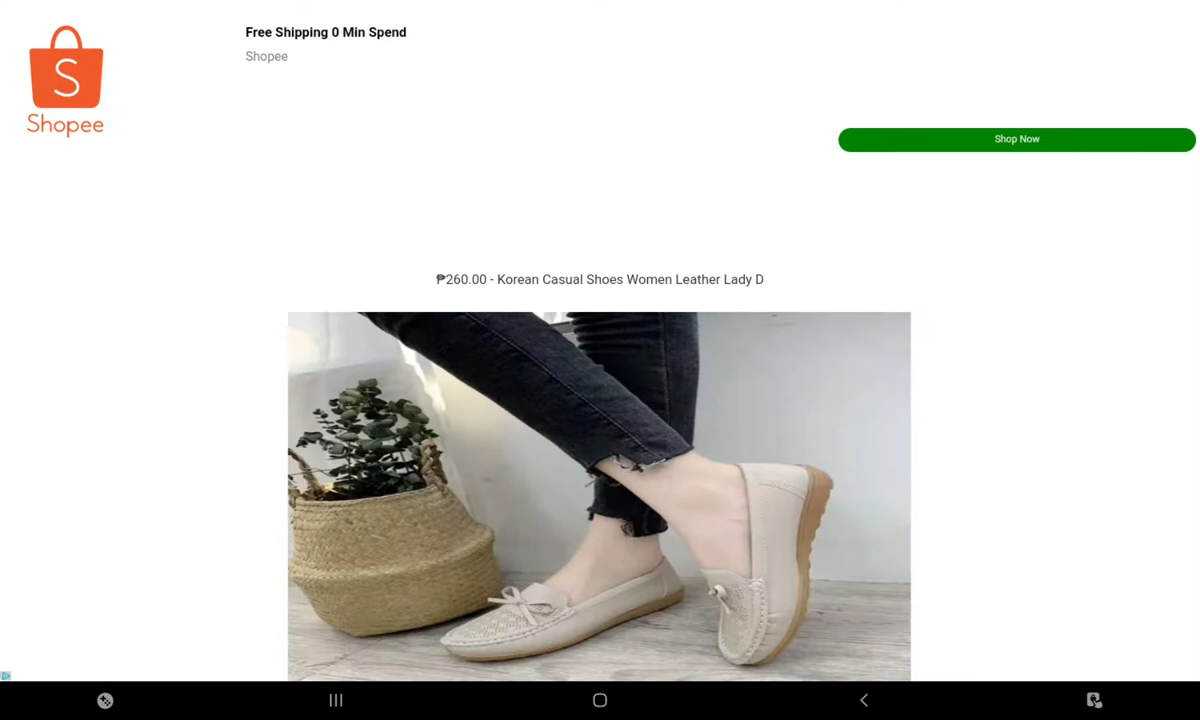 Free Shipping 0 Min Spend
Shopee
S
Shopee
Shop Now
₱260.00 - Korean Casual Shoes Women Leather Lady D